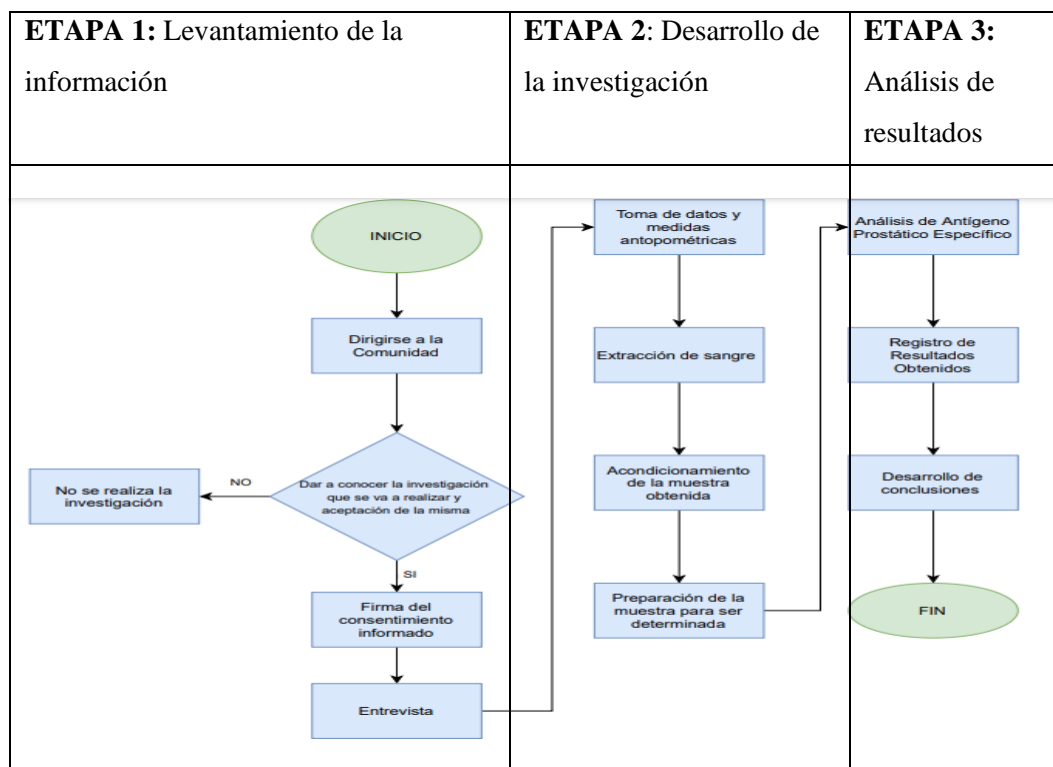 ETAPA 1: Levantamiento de la
información
ETAPA 2: Desarrollo de
la investigación
ETAPA 3:
Análisis de
resultados
INICIO
Dirigirse a la
Comunidad
Dar a conocer la investigación
que se va a realizar y
aceptación de la misma
NO
No se realiza la
investigación
SI
Firma del
consentimiento
informado
Entrevista
Toma de datos y
medidas
antopométricas
Extracción de sangre
Acondicionamiento
de la muestra
obtenida
Preparación de la
muestra para ser
determinada
Análisis de Antígeno
Prostático Específico
Registro de
Resultados
Obtenidos
Desarrollo de
conclusiones
FIN